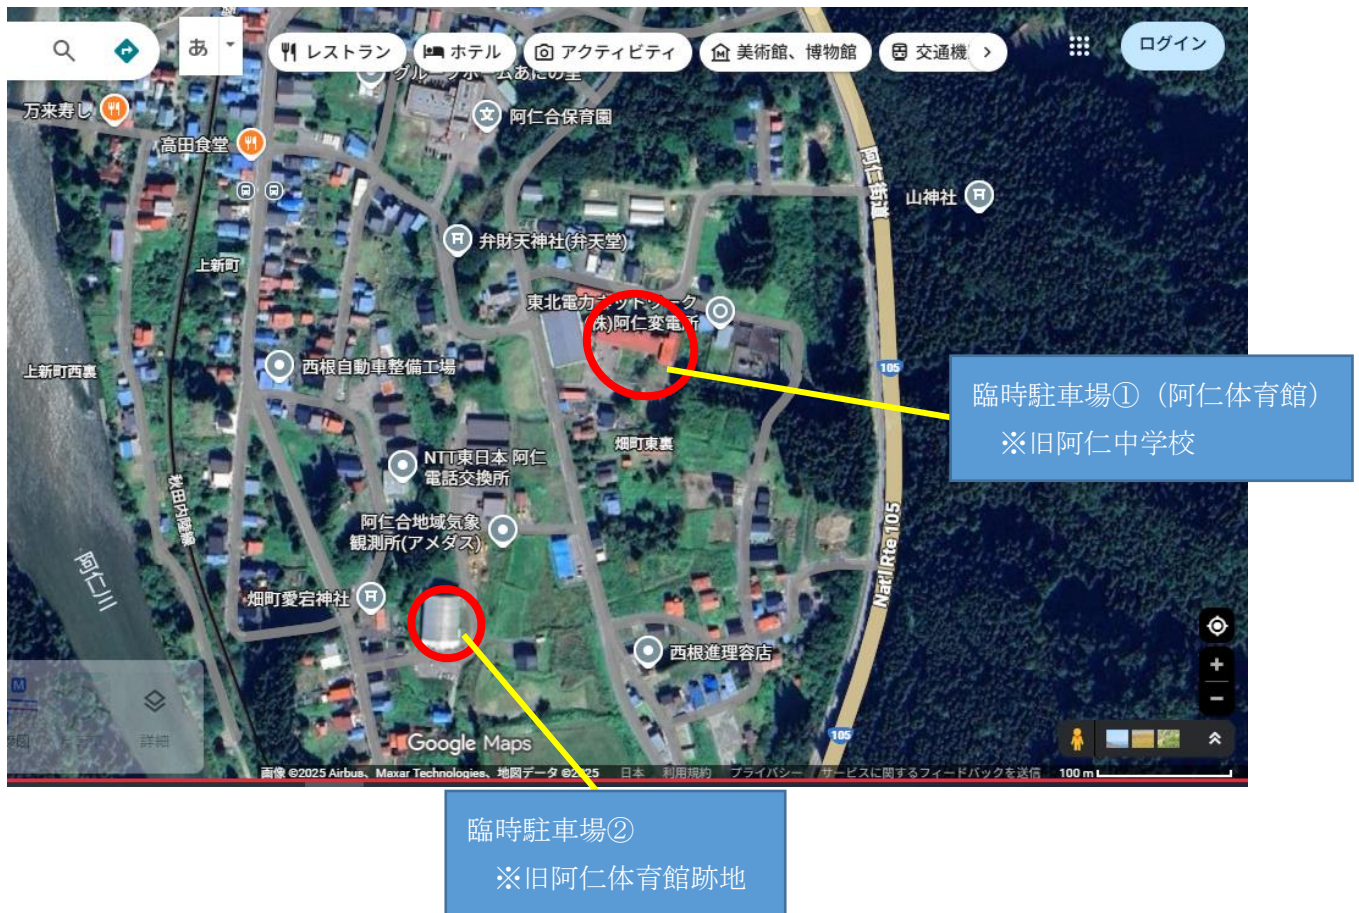 あ
レストラン
ホテル
アクティビティ
美術館、博物館
交通機
ログイン
グループホームあにの里
万来寿し
阿仁合保育園
高田食堂
阿仁街道
山神社
弁財天神社(弁天堂)
上新町
東北電力ネットワーク
(株)阿仁変電所
西根自動車整備工場
上新町西裏
105
臨時駐車場①（阿仁体育館）
※旧阿仁中学校
畑町東裏
NTT東日本 阿仁
電話交換所
秋田内陸線
阿仁合地域気象
観測所(アメダス)
Nat'l Rte 105
阿仁川
畑町愛宕神社
西根進理容店
詳細
105
Google Maps
画像 ©2025 Airbus、Maxar Technologies、地図データ ©2025 日本 利用規約 プライバシー サービスに関するフィードバックを送信 100 m
臨時駐車場②
※旧阿仁体育館跡地